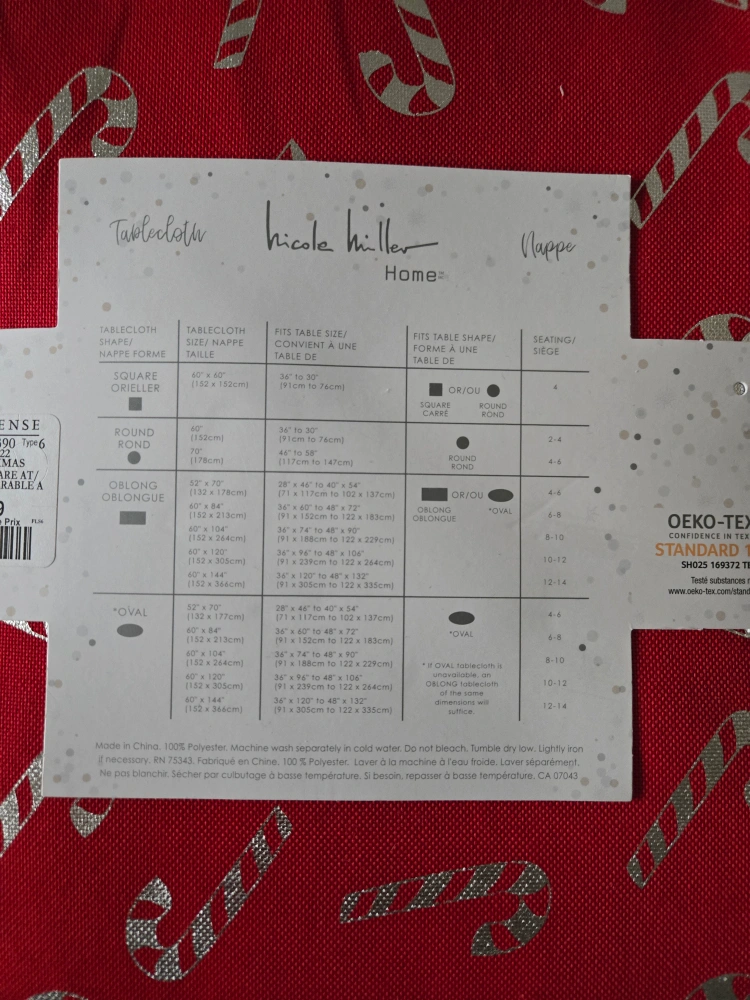 Tablecloth
nicole miller
Home
Nappe
TABLECLOTH SHAPE/ NAPPE FORME
TABLECLOTH SIZE/ NAPPE TAILLE
FITS TABLE SIZE/ CONVIENT À UNE TABLE DE
FITS TABLE SHAPE/ FORME À UNE TABLE DE
SEATING/ SIÈGE
SQUARE
ORIELLER
60" x 60"
(152 x 152cm)
36" to 30"
(91cm to 76cm)
OR/OU
SQUARE
CARRÉ
ROUND
ROND
4
ROUND
ROND
60"
(152cm)
36" to 30"
(91cm to 76cm)
2-4
70"
(178cm)
46" to 58"
(117cm to 147cm)
4-6
ROUND
ROND
OBLONG
OBLONGUE
52" x 70"
(132 x 178cm)
28" x 46" to 40" x 54"
(71 x 117cm to 102 x 137cm)
4-6
60" x 84"
(152 x 213cm)
36" x 60" to 48" x 72"
(91 x 152cm to 122 x 183cm)
6-8
60" x 104"
(152 x 264cm)
36" x 74" to 48" x 90"
(91 x 188cm to 122 x 229cm)
8-10
60" x 120"
(152 x 305cm)
36" x 96" to 48" x 106"
(91 x 239cm to 122 x 264cm)
10-12
60" x 144"
(152 x 366cm)
36" x 120" to 48" x 132"
(91 x 305cm to 122 x 335cm)
12-14
OR/OU
OBLONG
OBLONGUE
*OVAL
*OVAL
52" x 70"
(132 x 177cm)
28" x 46" to 40" x 54"
(71 x 117cm to 102 x 137cm)
4-6
60" x 84"
(152 x 213cm)
36" x 60" to 48" x 72"
(91 x 152cm to 122 x 183cm)
6-8
60" x 104"
(152 x 264cm)
36" x 74" to 48" x 90"
(91 x 188cm to 122 x 229cm)
8-10
60" x 120"
(152 x 305cm)
36" x 96" to 48" x 106"
(91 x 239cm to 122 x 264cm)
10-12
60" x 144"
(152 x 366cm)
36" x 120" to 48" x 132"
(91 x 305cm to 122 x 335cm)
12-14
*OVAL
* If OVAL tablecloth is
unavailable, an
OBLONG tablecloth
of the same
dimensions will
suffice.
Made in China. 100% Polyester. Machine wash separately in cold water. Do not bleach. Tumble dry low. Lightly iron
if necessary. RN 75343. Fabriqué en Chine. 100 % Polyester. Laver à la machine à l'eau froide. Laver séparément.
Ne pas blanchir. Sécher par culbutage à basse température. Si besoin, repasser à basse température. CA 07043
ENSE
390 Type 6
22
MAS
ARE AT/
RABLE A
9
Prix
OEKO-TEX
CONFIDENCE IN TEX
STANDARD 1
SH025 169372 TE
Testé substances n
www.oeko-tex.com/stand